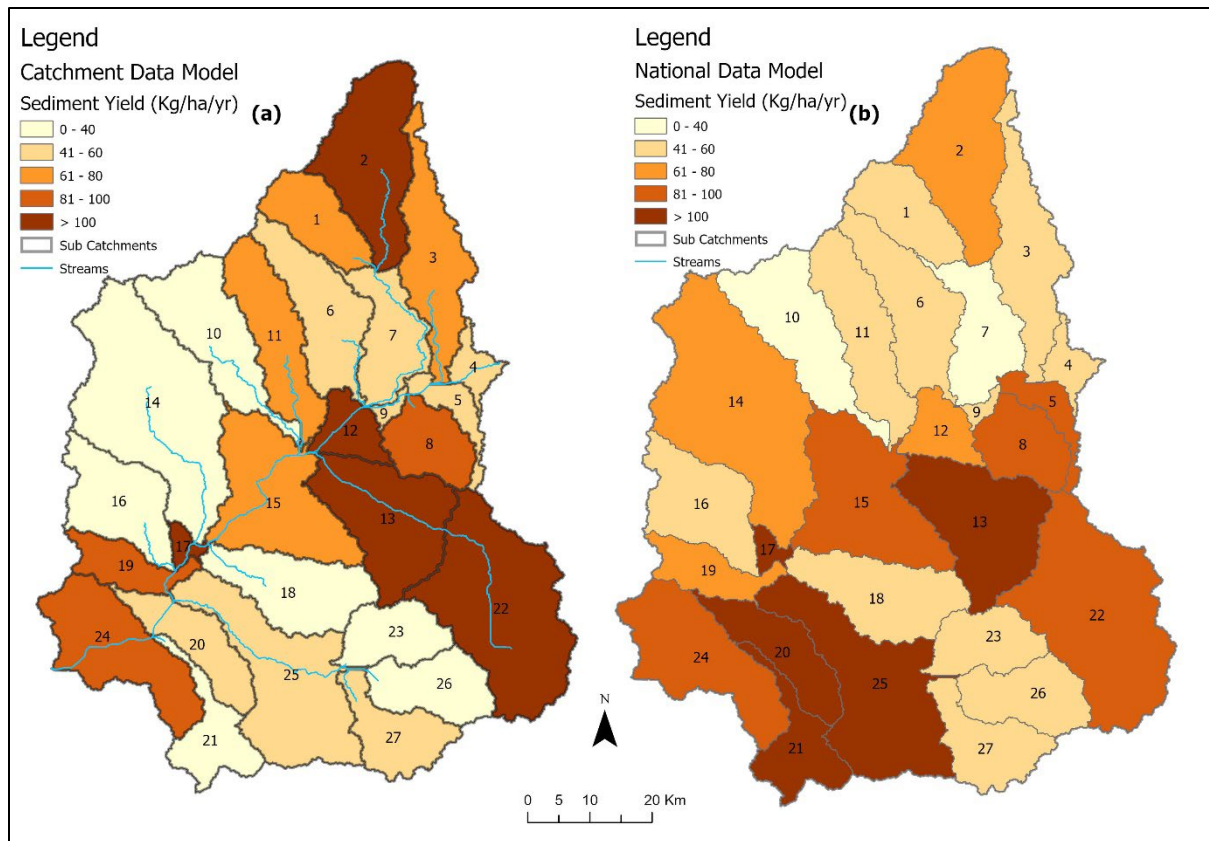 Legend
Catchment Data Model
Sediment Yield (Kg/ha/yr)
(a)
0 - 40
41 - 60
61 - 80
81 - 100
> 100
Sub Catchments
Streams
2
1
3
6
7
10
11
4
5
9
14
12
8
15
16
13
17
19
18
22
23
24
20
25
26
21
27
Legend
National Data Model
Sediment Yield (Kg/ha/yr)
(b)
0 - 40
41 - 60
61 - 80
81 - 100
> 100
Sub Catchments
Streams
2
1
3
6
7
10
11
4
5
9
14
12
8
15
16
13
17
19
18
22
23
24
20
25
26
21
27
N
0 5 10 20 Km